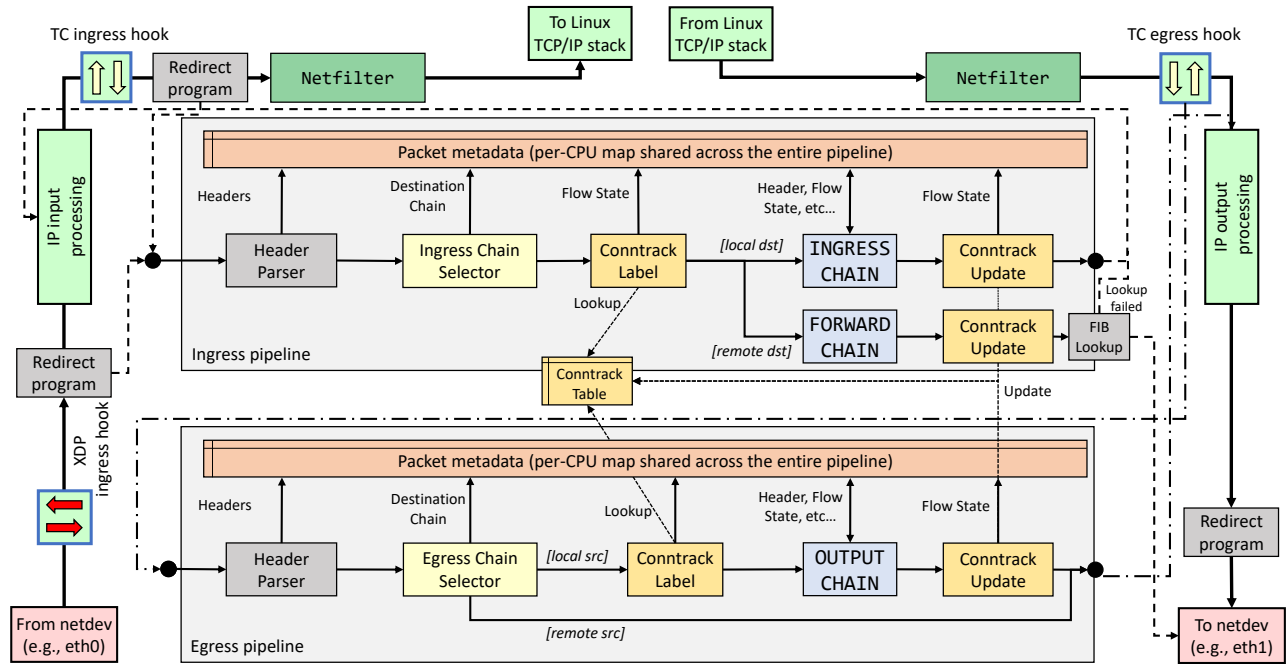 To Linux
TCP/IP stack
From Linux
TCP/IP stack
TC ingress hook
TC egress hook
Redirect
program
Netfilter
Netfilter
IP input
processing
IP output
processing
Packet metadata (per-CPU map shared across the entire pipeline)
Headers
Destination
Chain
Flow State
Header, Flow
State, etc...
Flow State
Header
Parser
Ingress Chain
Selector
Conntrack
Label
[local dst]
INGRESS
CHAIN
Conntrack
Update
Lookup
Lookup
failed
[remote dst]
FORWARD
CHAIN
Conntrack
Update
FIB
Lookup
Ingress pipeline
Redirect
program
Conntrack
Table
Update
XDP
ingress hook
Packet metadata (per-CPU map shared across the entire pipeline)
Headers
Destination
Chain
Lookup
Header, Flow
State, etc...
Flow State
Header
Parser
Egress Chain
Selector
[local src]
Conntrack
Label
OUTPUT
CHAIN
Conntrack
Update
Redirect
program
[remote src]
Egress pipeline
From netdev
(e.g., eth0)
To netdev
(e.g., eth1)